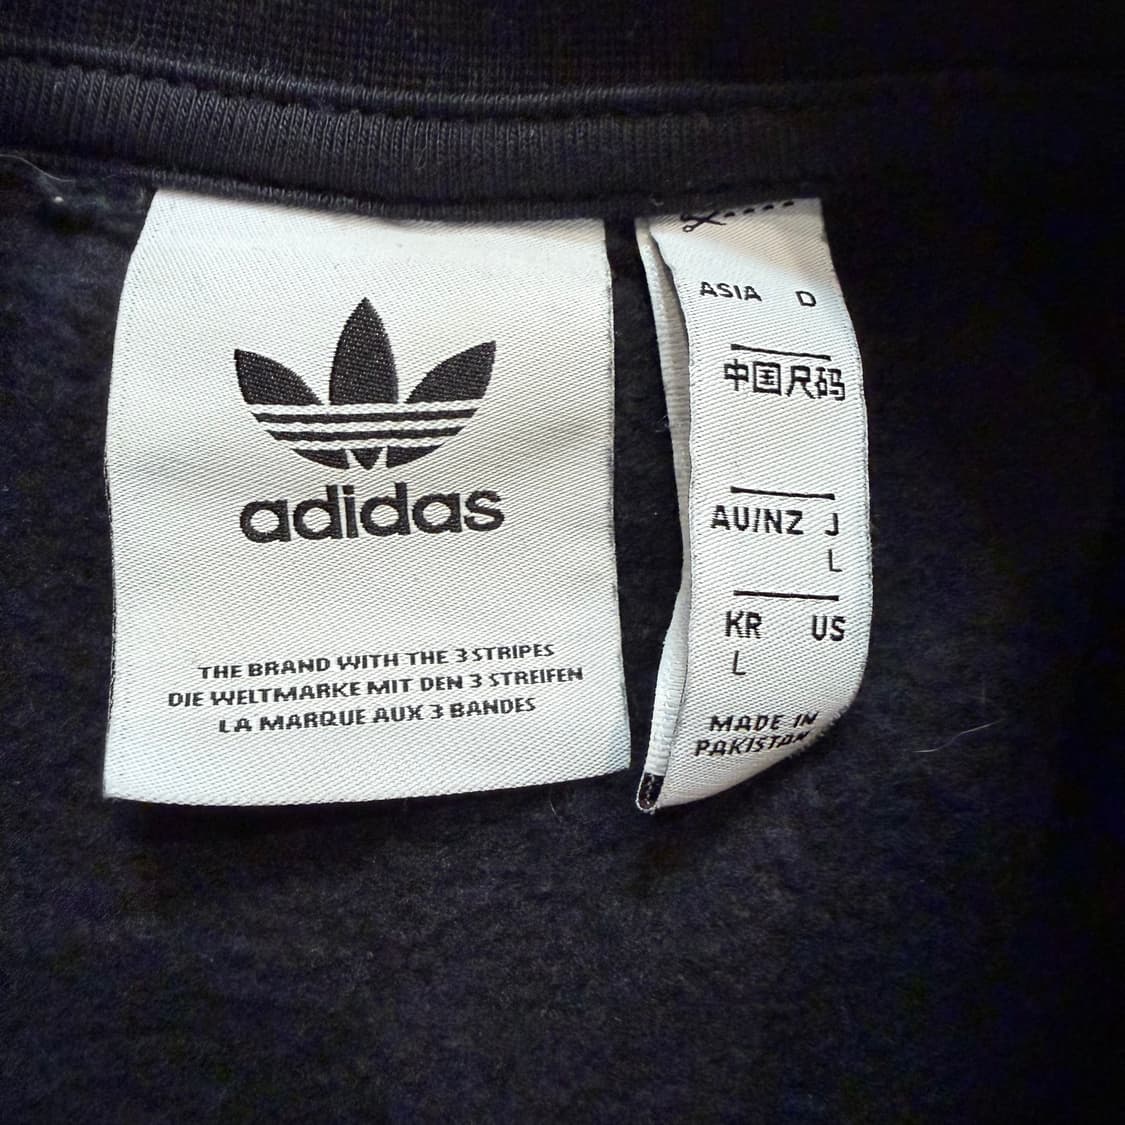 adidas
THE BRAND WITH THE 3 STRIPES
DIE WELTMARKE MIT DEN 3 STREIFEN
LA MARQUE AUX 3 BANDES
ASIA D
中国尺码
AU/NZ J
L
KR US
L
MADE IN
PAKISTAN